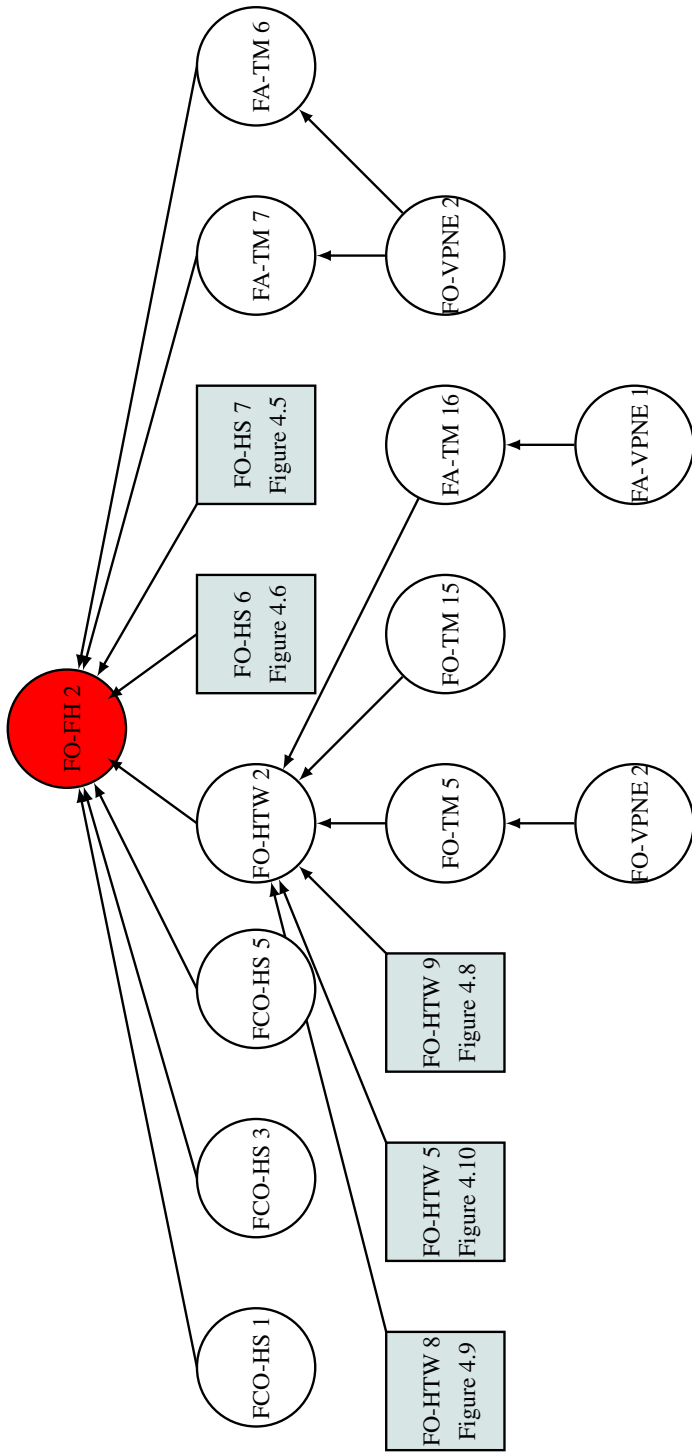 FO-FH 2
FCO-HS 1
FCO-HS 3
FCO-HS 5
FO-HTW 2
FO-HS 6
Figure 4.6
FO-HS 7
Figure 4.5
FA-TM 7
FA-TM 6
FO-HTW 8
Figure 4.9
FO-HTW 5
Figure 4.10
FO-HTW 9
Figure 4.8
FO-TM 5
FO-TM 15
FA-TM 16
FO-VPNE 2
FO-VPNE 2
FA-VPNE 1